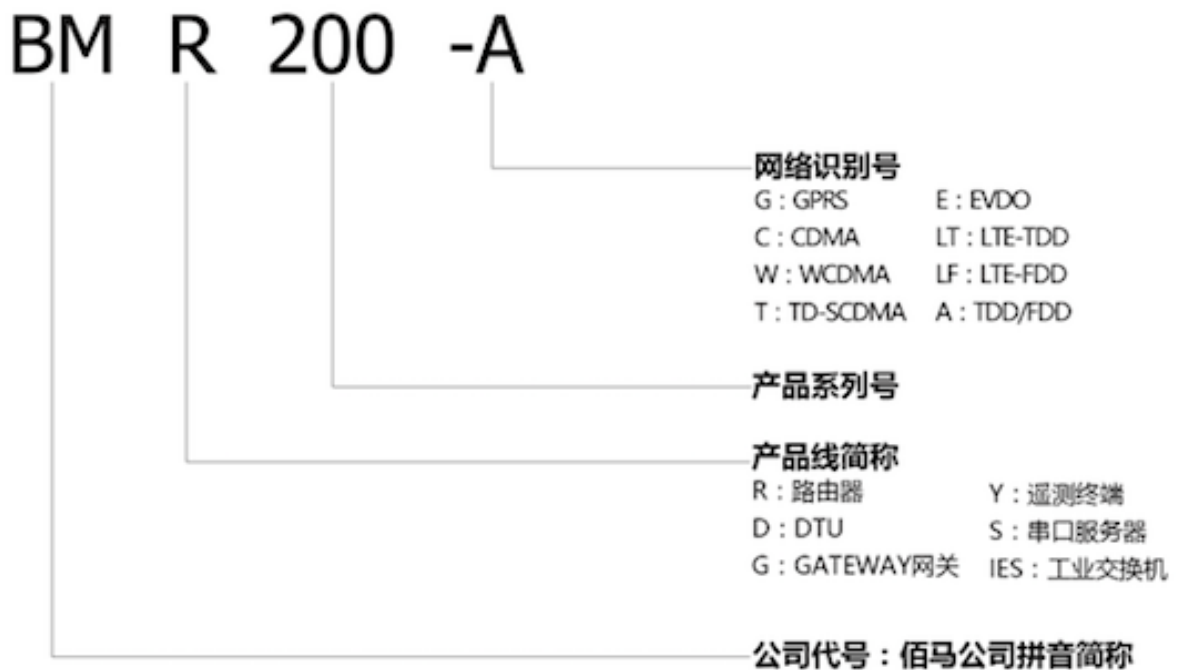 BM R 200 -A
网络识别号
G：GPRS E：EVDO
C：CDMA LT：LTE-TDD
W：WCDMA LF：LTE-FDD
T：TD-SCDMA A：TDD/FDD
产品系列号
产品线简称
R：路由器 Y：遥测终端
D：DTU S：串口服务器
G：GATEWAY网关 IES：工业交换机
公司代号：佰马公司拼音简称